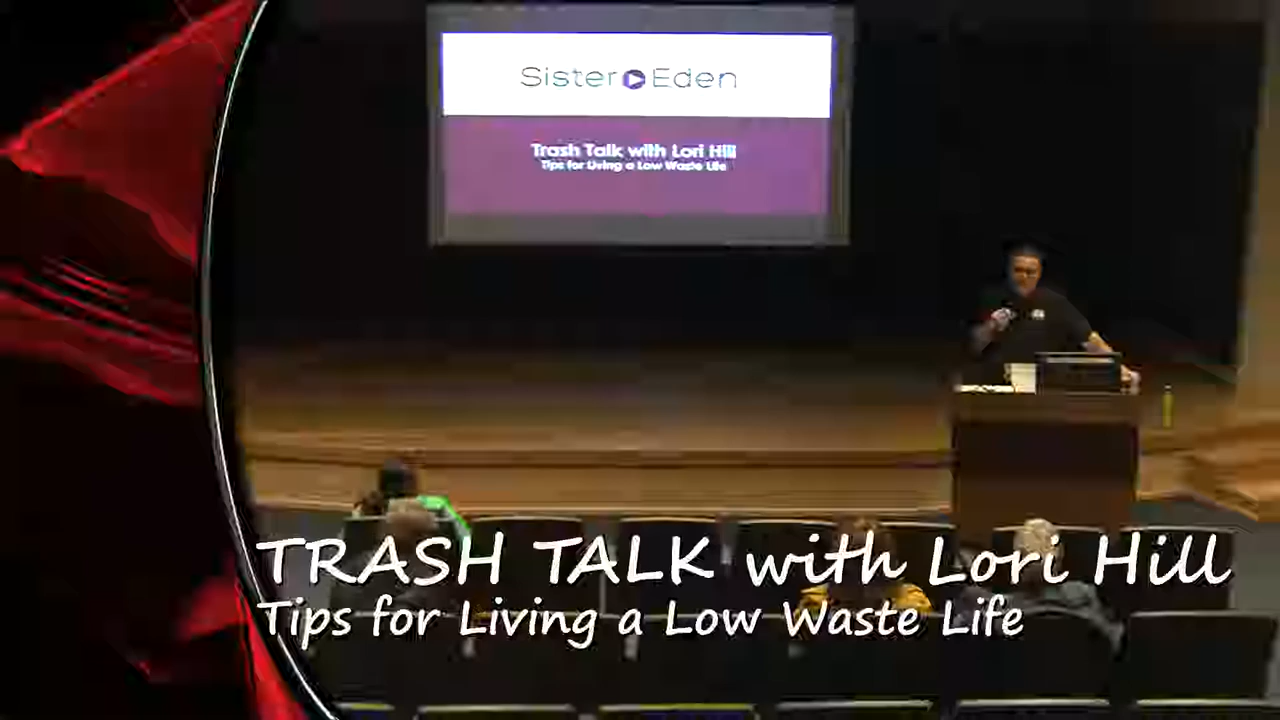 Sister Eden
Trash Talk with Lori Hill
Tips for Living a Low Waste Life
TRASH TALK with Lori Hill
Tips for Living a Low Waste Life